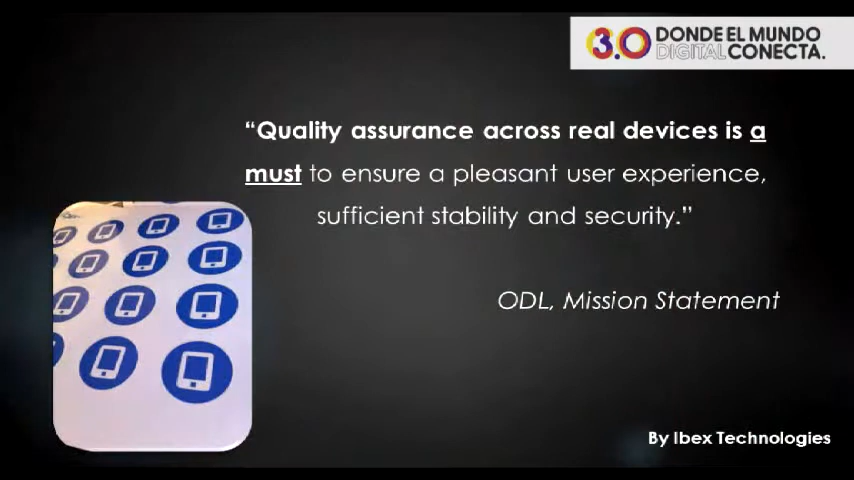 3.0 DONDE EL MUNDO
DIGITAL CONECTA.
“Quality assurance across real devices is a
must to ensure a pleasant user experience,
sufficient stability and security.”
ODL, Mission Statement
By Ibex Technologies